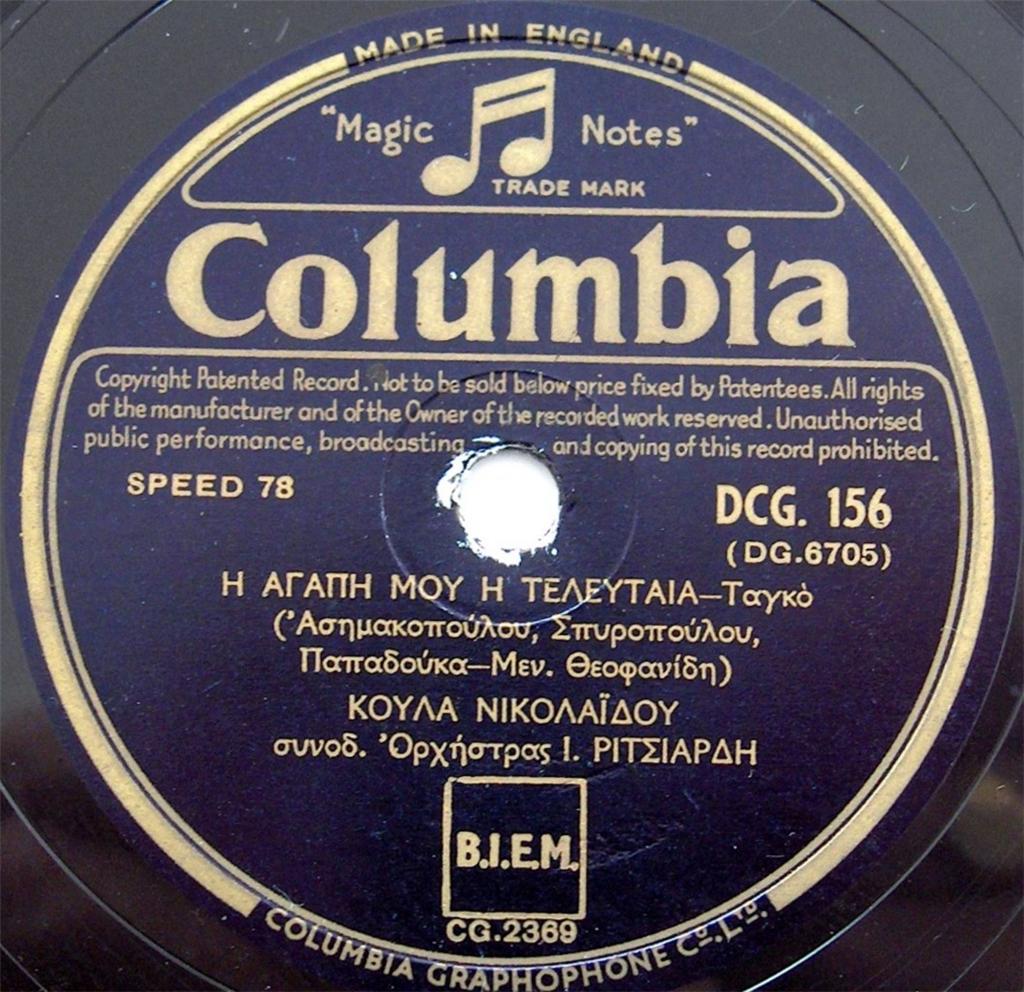 MADE IN ENGLAND
"Magic Notes"
TRADE MARK
Columbia
Copyright Patented Record. Not to be sold below price fixed by Patentees. All rights
of the manufacturer and of the Owner of the recorded work reserved. Unauthorised
public performance, broadcasting and copying of this record prohibited.
SPEED 78
DCG. 156
(DG.6705)
Η ΑΓΑΠΗ ΜΟΥ Η ΤΕΛΕΥΤΑΙΑ—Ταγκὸ
(Ἀσημακοπούλου, Σπυροπούλου,
Παπαδούκα—Μεν. Θεοφανίδη)
ΚΟΥΛΑ ΝΙΚΟΛΑΪΔΟΥ
συνοδ. Ὀρχήστρας Ι. ΡΙΤΣΙΑΡΔΗ
B.I.E.M.
CG.2369
COLUMBIA GRAPHOPHONE Co. LTD.